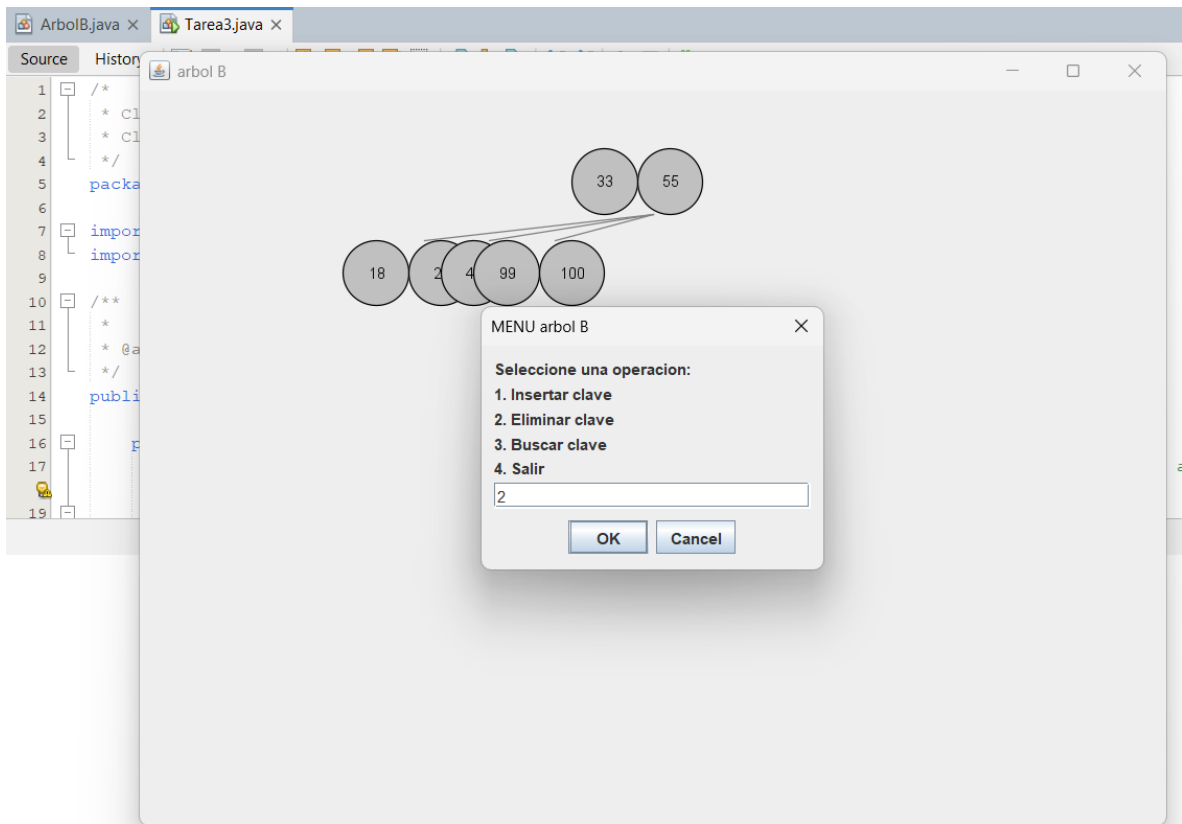 ArbolB.java
Tarea3.java
Source
History
arbol B
1 /*
2 * Cl
3 * Cl
4 */
5 packa
6
7 impor
8 impor
9
10 /**
11 *
12 * @a
13 */
14 publi
15
16 p
17
19
33 55
18 2 4 99 100
MENU arbol B
Seleccione una operacion:
1. Insertar clave
2. Eliminar clave
3. Buscar clave
4. Salir
2
OK Cancel